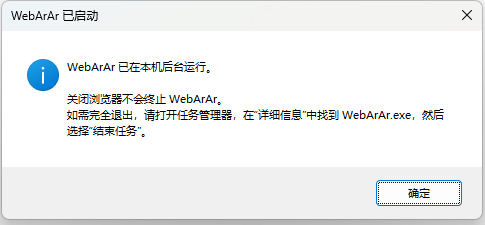 WebArAr 已启动
WebArAr 已在本机后台运行。
关闭浏览器不会终止 WebArAr。
如需完全退出，请打开任务管理器，在"详细信息"中找到 WebArAr.exe，然后
选择"结束任务"。
确定